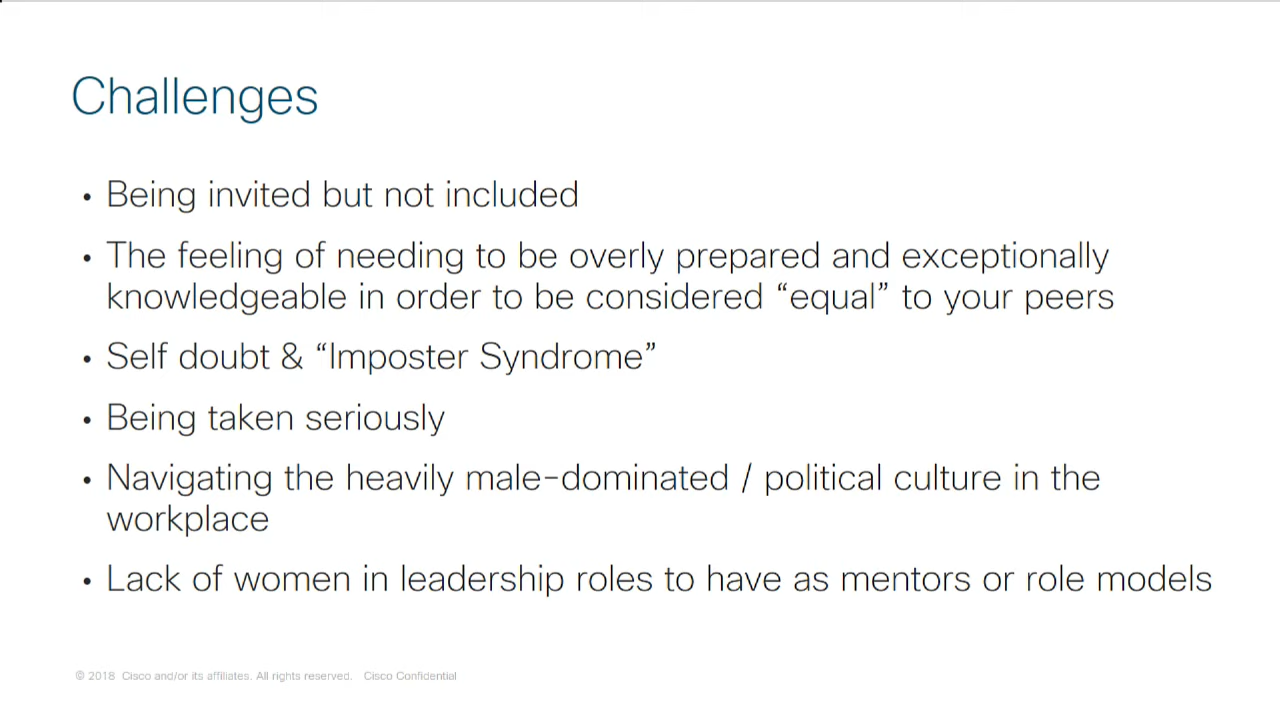 Challenges
• Being invited but not included
• The feeling of needing to be overly prepared and exceptionally
knowledgeable in order to be considered “equal” to your peers
• Self doubt & “Imposter Syndrome”
• Being taken seriously
• Navigating the heavily male-dominated / political culture in the
workplace
• Lack of women in leadership roles to have as mentors or role models
© 2018 Cisco and/or its affiliates. All rights reserved. Cisco Confidential